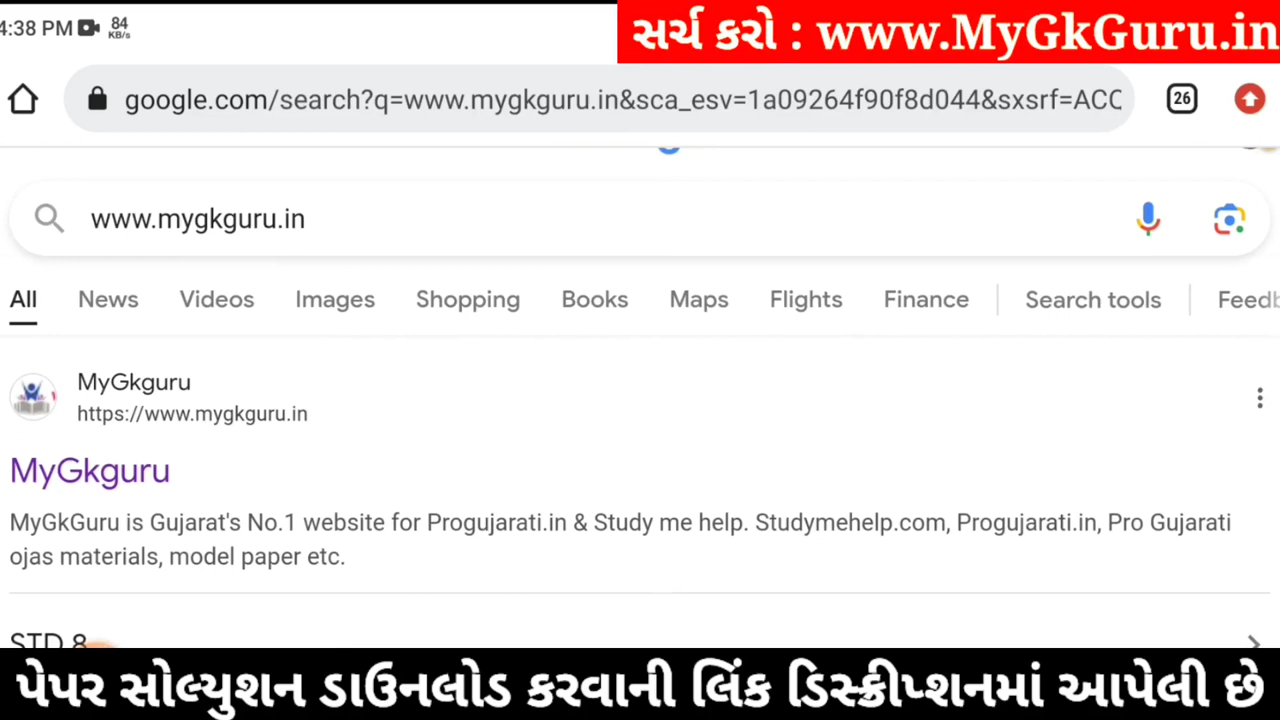 4:38 PM 84 KB/s
સર્ચ કરો : www.MyGkGuru.in
google.com/search?q=www.mygkguru.in&sca_esv=1a09264f90f8d044&sxsrf=ACC
26
www.mygkguru.in
All News Videos Images Shopping Books Maps Flights Finance Search tools Feedb
MyGkguru
https://www.mygkguru.in
MyGkguru
MyGkGuru is Gujarat's No.1 website for Progujarati.in & Study me help. Studymehelp.com, Progujarati.in, Pro Gujarati
ojas materials, model paper etc.
STD 8
પેપર સોલ્યુશન ડાઉનલોડ કરવાની લિંક ડિસ્ક્રીપ્શનમાં આપેલી છે